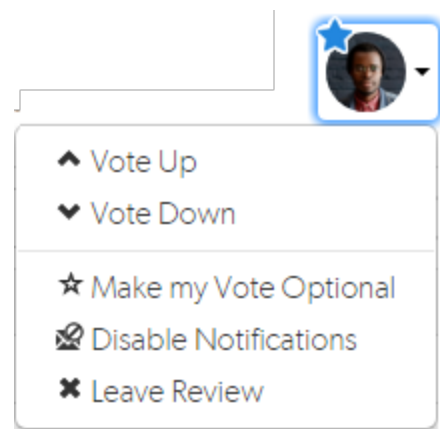 Vote Up
Vote Down
Make my Vote Optional
Disable Notifications
Leave Review